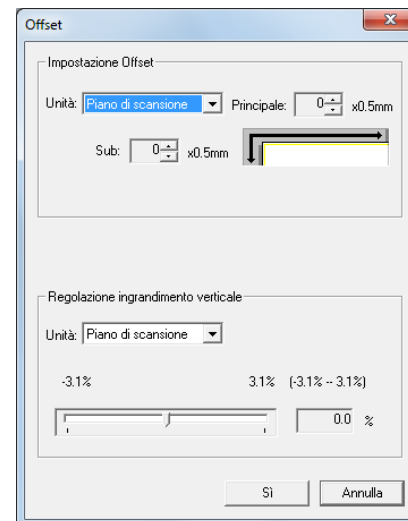 Offset
Impostazione Offset
Unità: Piano di scansione Principale: 0 x0.5mm
Sub: 0 x0.5mm
Regolazione ingrandimento verticale
Unità: Piano di scansione
-3.1% 3.1% (-3.1% -- 3.1%)
0.0 %
Sì Annulla